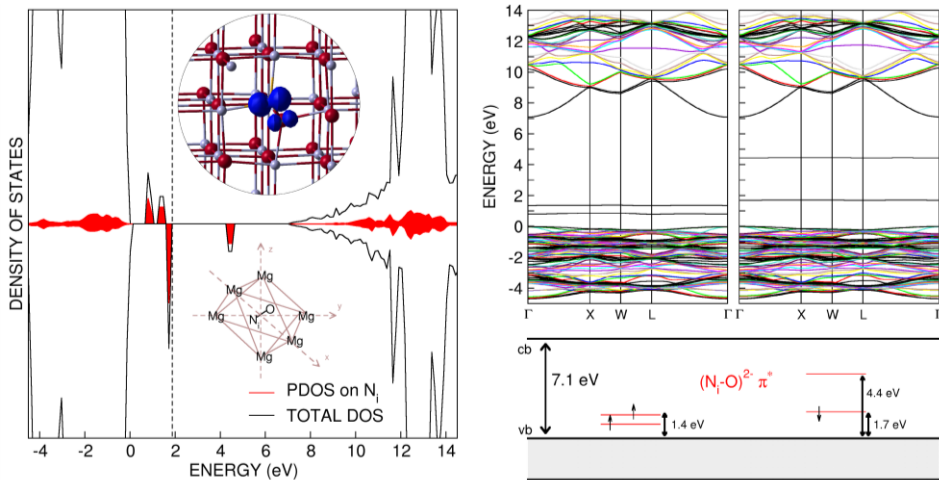 DENSITY OF STATES
z
Mg
Mg
y
O
N i
Mg
Mg
Mg
Mg
x
PDOS on Ni
TOTAL DOS
-4 -2 0 2 4 6 8 10 12 14
ENERGY (eV)
ENERGY (eV)
14
12
10
8
6
4
2
0
-2
-4
Γ X W L Γ
X W L Γ
cb
7.1 eV
vb
(Ni-O)2- π*
1.4 eV
4.4 eV
1.7 eV